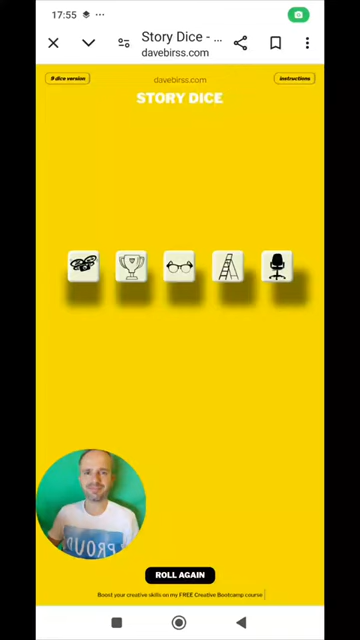 17:55
Story Dice - ...
davebirss.com
9 dice version
davebirss.com
instructions
STORY DICE
ROLL AGAIN
Boost your creative skills on my FREE Creative Bootcamp course